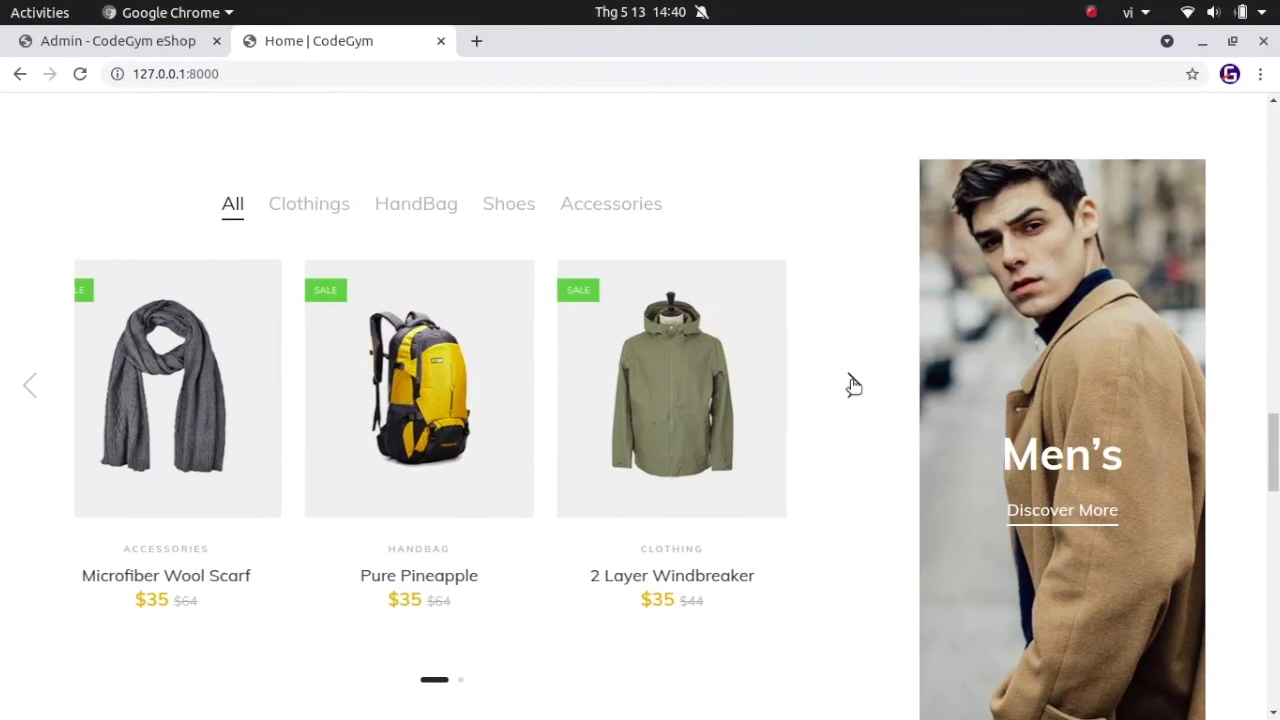 Activities Google Chrome Thg 5 13 14:40 vi
Admin - CodeGym eShop Home | CodeGym
127.0.0.1:8000
All Clothings HandBag Shoes Accessories
LE SALE SALE
Men's
Discover More
ACCESSORIES HANDBAG CLOTHING
Microfiber Wool Scarf Pure Pineapple 2 Layer Windbreaker
$35 $64 $35 $64 $35 $44